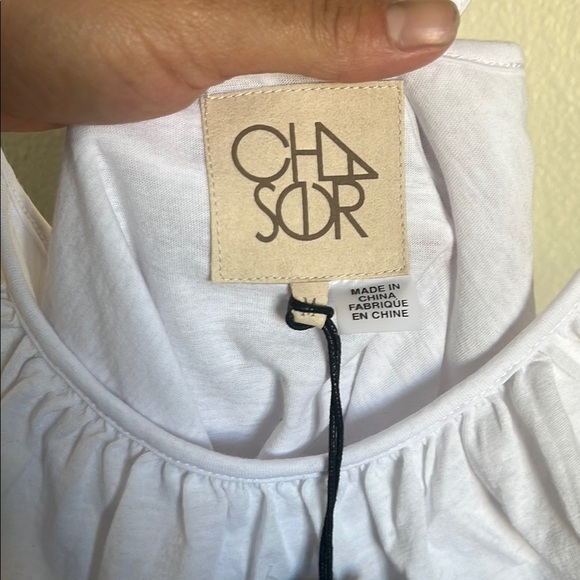 CHA
SER
MADE IN
CHINA
FABRIQUE
EN CHINE